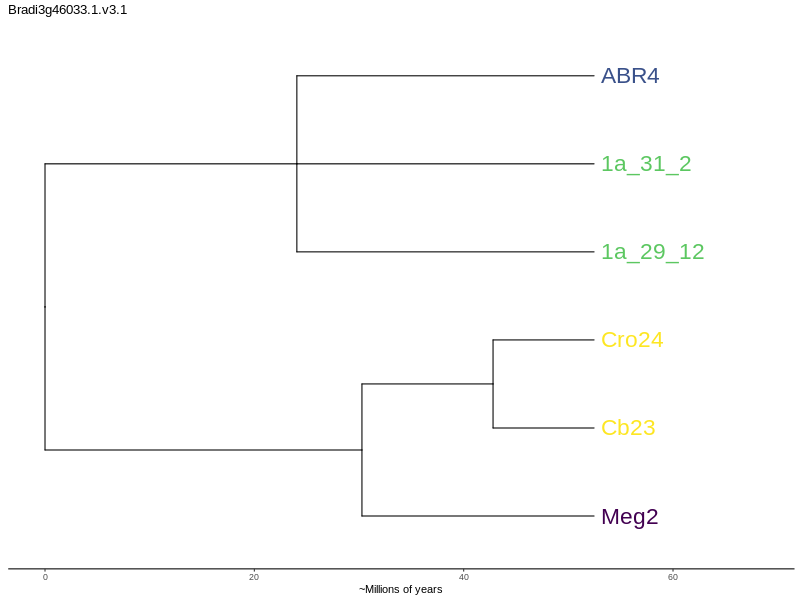 Bradi3g46033.1.v3.1
ABR4
1a_31_2
1a_29_12
Cro24
Cb23
Meg2
0 20 40 60
~Millions of years